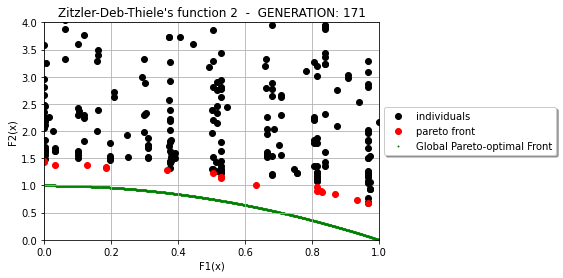 Zitzler-Deb-Thiele's function 2 - GENERATION: 171
4.0
3.5
3.0
2.5
2.0
1.5
1.0
0.5
0.0
F2(x)
0.0 0.2 0.4 0.6 0.8 1.0
F1(x)
individuals
pareto front
Global Pareto-optimal Front